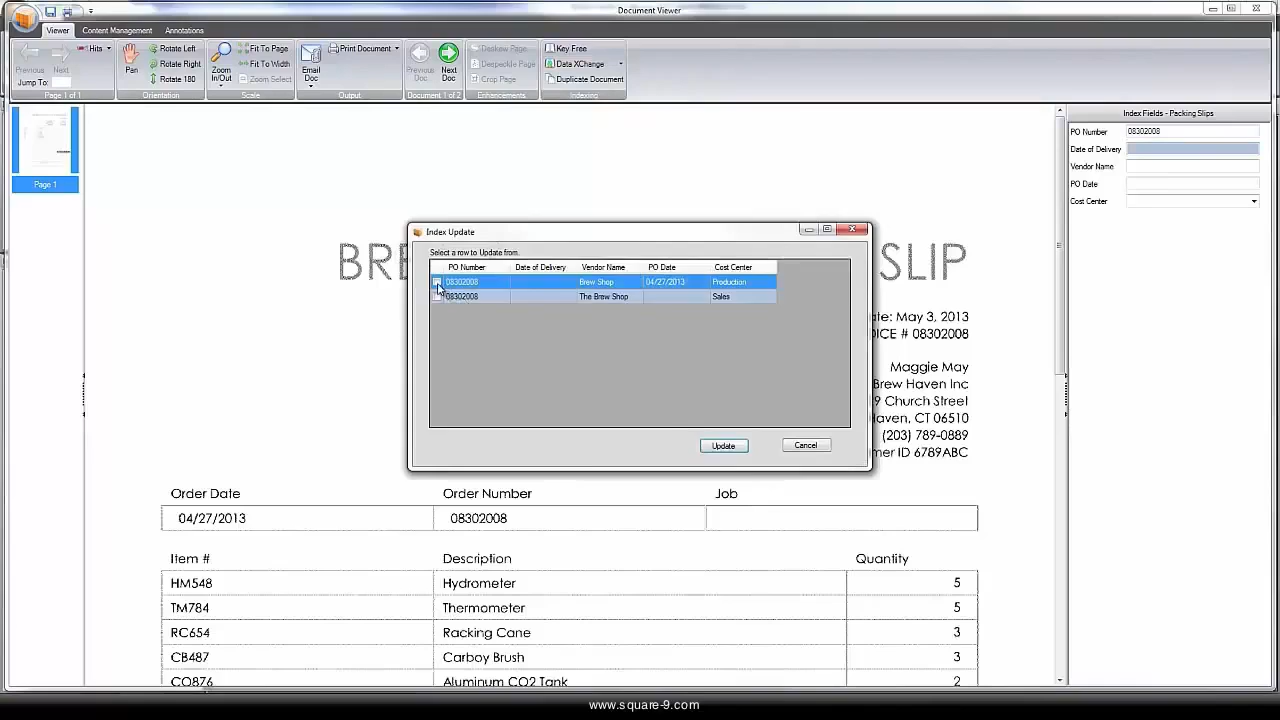 Document Viewer
Viewer Content Management Annotations
Previous Next Hits
Jump To:
Page 1 of 1
Pan
Rotate Left
Rotate Right
Rotate 180
Orientation
Zoom In/Out
Fit To Page
Fit To Width
Zoom Select
Scale
Email Doc
Print Document
Output
Previous Doc
Next Doc
Document 1 of 2
Deskew Page
Despeckle Page
Crop Page
Enhancements
Key Free
Data XChange
Duplicate Document
Indexing
Page 1
Index Fields - Packing Slips
PO Number 08302008
Date of Delivery
Vendor Name
PO Date
Cost Center
Index Update
Select a row to Update from.
PO Number Date of Delivery Vendor Name PO Date Cost Center
08302008 Brew Shop 04/27/2013 Production
08302008 The Brew Shop Sales
Update Cancel
BRE SLIP
ate: May 3, 2013
OICE # 08302008
Maggie May
Brew Haven Inc
9 Church Street
Haven, CT 06510
(203) 789-0889
mer ID 6789ABC
Order Date Order Number Job
04/27/2013 08302008
Item # Description Quantity
HM548 Hydrometer 5
TM784 Thermometer 5
RC654 Racking Cane 3
CB487 Carboy Brush 3
CO876 Aluminum CO2 Tank 2
www.square-9.com